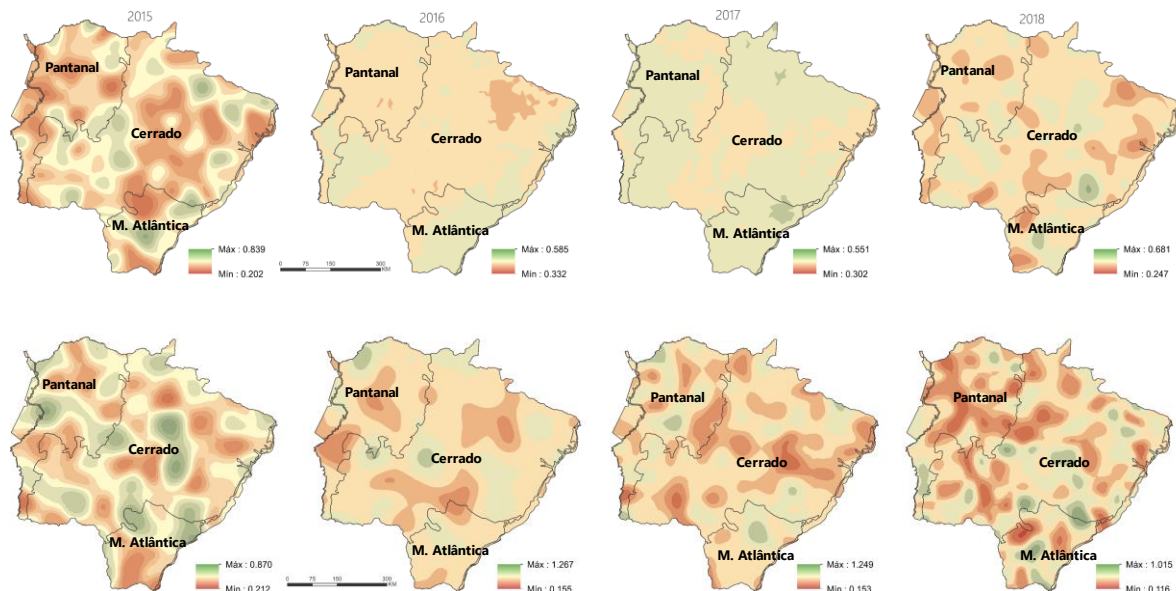 2015
2016
2017
2018
Pantanal
Cerrado
M. Atlântica
Máx : 0.839
Mín : 0.202
0 75 150 300
KM
Pantanal
Cerrado
M. Atlântica
Máx : 0.585
Mín : 0.332
Pantanal
Cerrado
M. Atlântica
Máx : 0.551
Mín : 0.302
Pantanal
Cerrado
M. Atlântica
Máx : 0.681
Mín : 0.247
Pantanal
Cerrado
M. Atlântica
Máx : 0.870
Mín : 0.212
0 75 150 300
KM
Pantanal
Cerrado
M. Atlântica
Máx : 1.267
Mín : 0.155
Pantanal
Cerrado
M. Atlântica
Máx : 1.249
Mín : 0.153
Pantanal
Cerrado
M. Atlântica
Máx : 1.015
Mín : 0.116